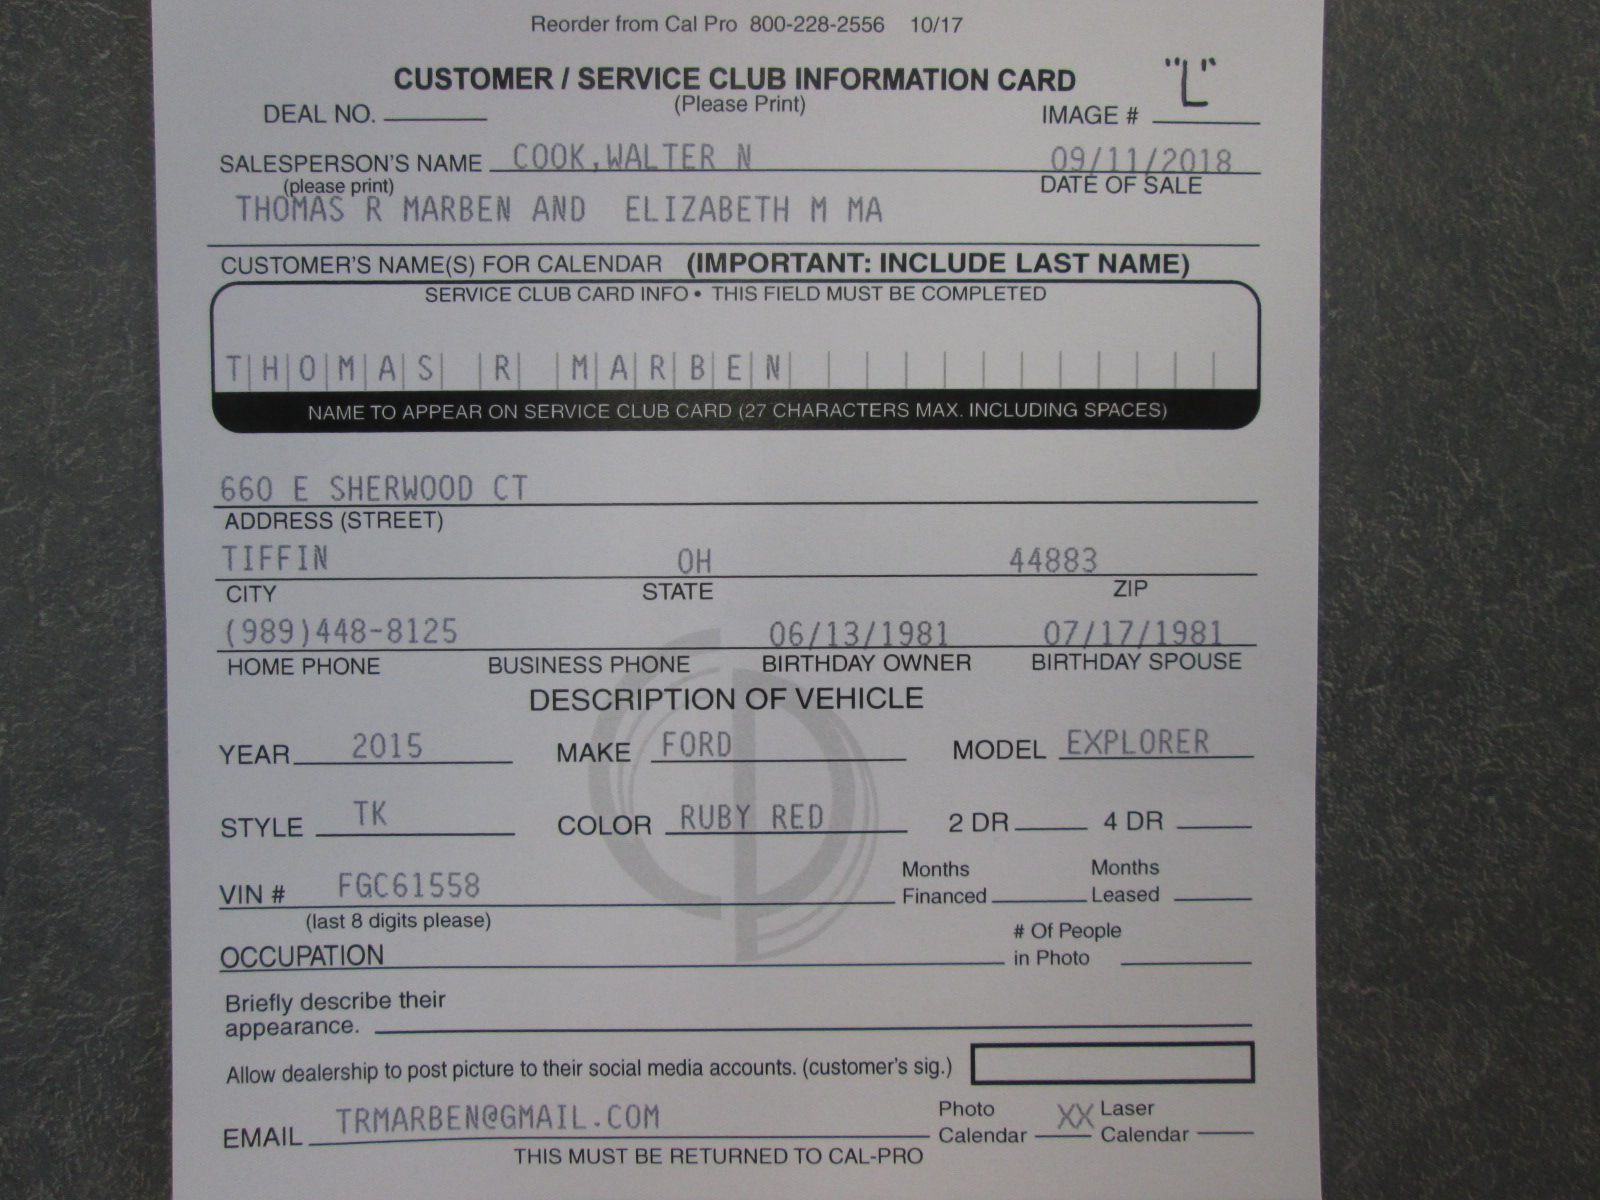 Reorder from Cal Pro 800-228-2556 10/17
CUSTOMER / SERVICE CLUB INFORMATION CARD
"L"
(Please Print)
DEAL NO.
IMAGE #
SALESPERSON'S NAME COOK,WALTER N 09/11/2018
(please print) DATE OF SALE
THOMAS R MARBEN AND ELIZABETH M MA
CUSTOMER'S NAME(S) FOR CALENDAR (IMPORTANT: INCLUDE LAST NAME)
SERVICE CLUB CARD INFO • THIS FIELD MUST BE COMPLETED
THOMAS R MARBEN
NAME TO APPEAR ON SERVICE CLUB CARD (27 CHARACTERS MAX. INCLUDING SPACES)
660 E SHERWOOD CT
ADDRESS (STREET)
TIFFIN OH 44883
CITY STATE ZIP
(989)448-8125 06/13/1981 07/17/1981
HOME PHONE BUSINESS PHONE BIRTHDAY OWNER BIRTHDAY SPOUSE
DESCRIPTION OF VEHICLE
YEAR 2015 MAKE FORD MODEL EXPLORER
STYLE TK COLOR RUBY RED 2 DR 4 DR
VIN # FGC61558 Months Financed Months Leased
(last 8 digits please)
OCCUPATION # Of People in Photo
Briefly describe their
appearance.
Allow dealership to post picture to their social media accounts. (customer's sig.)
EMAIL TRMARBEN@GMAIL.COM Photo Calendar XX Laser Calendar
THIS MUST BE RETURNED TO CAL-PRO